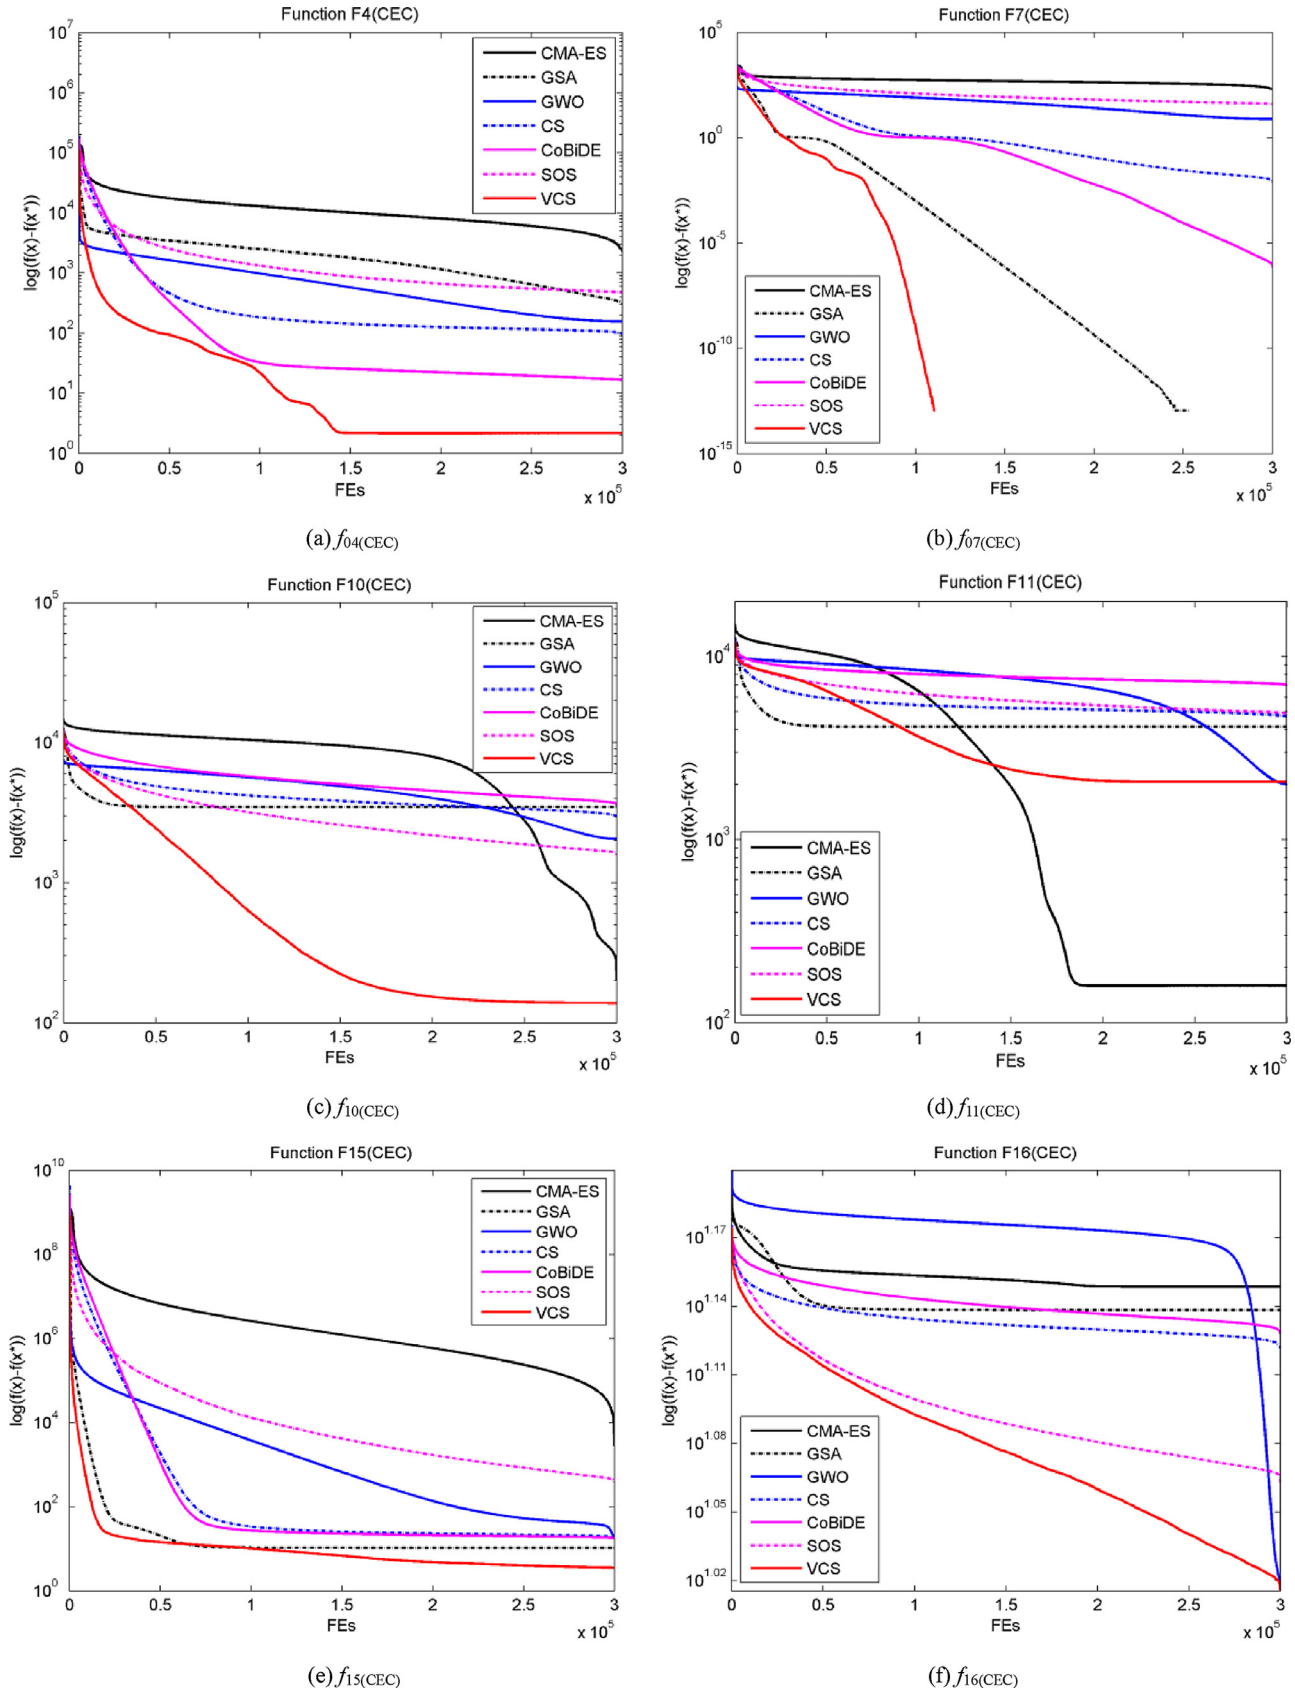 Function F4(CEC)
log(f(x)-f(x*))
10^7
10^6
10^5
10^4
10^3
10^2
10^1
10^0
CMA-ES
GSA
GWO
CS
CoBiDE
SOS
VCS
0 0.5 1 1.5 2 2.5 3
FEs
x 10^5
(a) f04(CEC)
Function F7(CEC)
log(f(x)-f(x*))
10^5
10^0
10^-5
10^-10
10^-15
CMA-ES
GSA
GWO
CS
CoBiDE
SOS
VCS
0 0.5 1 1.5 2 2.5 3
FEs
x 10^5
(b) f07(CEC)
Function F10(CEC)
log(f(x)-f(x*))
10^5
10^4
10^3
10^2
CMA-ES
GSA
GWO
CS
CoBiDE
SOS
VCS
0 0.5 1 1.5 2 2.5 3
FEs
x 10^5
(c) f10(CEC)
Function F11(CEC)
log(f(x)-f(x*))
10^4
10^3
10^2
CMA-ES
GSA
GWO
CS
CoBiDE
SOS
VCS
0 0.5 1 1.5 2 2.5 3
FEs
x 10^5
(d) f11(CEC)
Function F15(CEC)
log(f(x)-f(x*))
10^10
10^8
10^6
10^4
10^2
10^0
CMA-ES
GSA
GWO
CS
CoBiDE
SOS
VCS
0 0.5 1 1.5 2 2.5 3
FEs
x 10^5
(e) f15(CEC)
Function F16(CEC)
log(f(x)-f(x*))
10^1.17
10^1.14
10^1.11
10^1.08
10^1.05
10^1.02
CMA-ES
GSA
GWO
CS
CoBiDE
SOS
VCS
0 0.5 1 1.5 2 2.5 3
FEs
x 10^5
(f) f16(CEC)